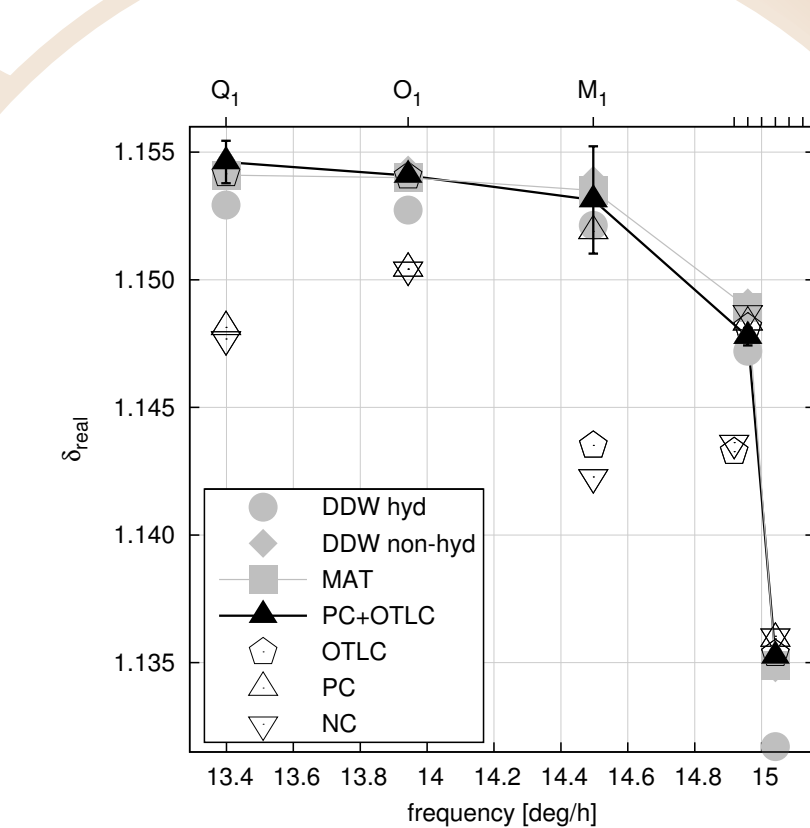 Q1 O1 M1
1.155
1.150
1.145
1.140
1.135
δreal
DDW hyd
DDW non-hyd
MAT
PC+OTLC
OTLC
PC
NC
13.4 13.6 13.8 14 14.2 14.4 14.6 14.8 15
frequency [deg/h]